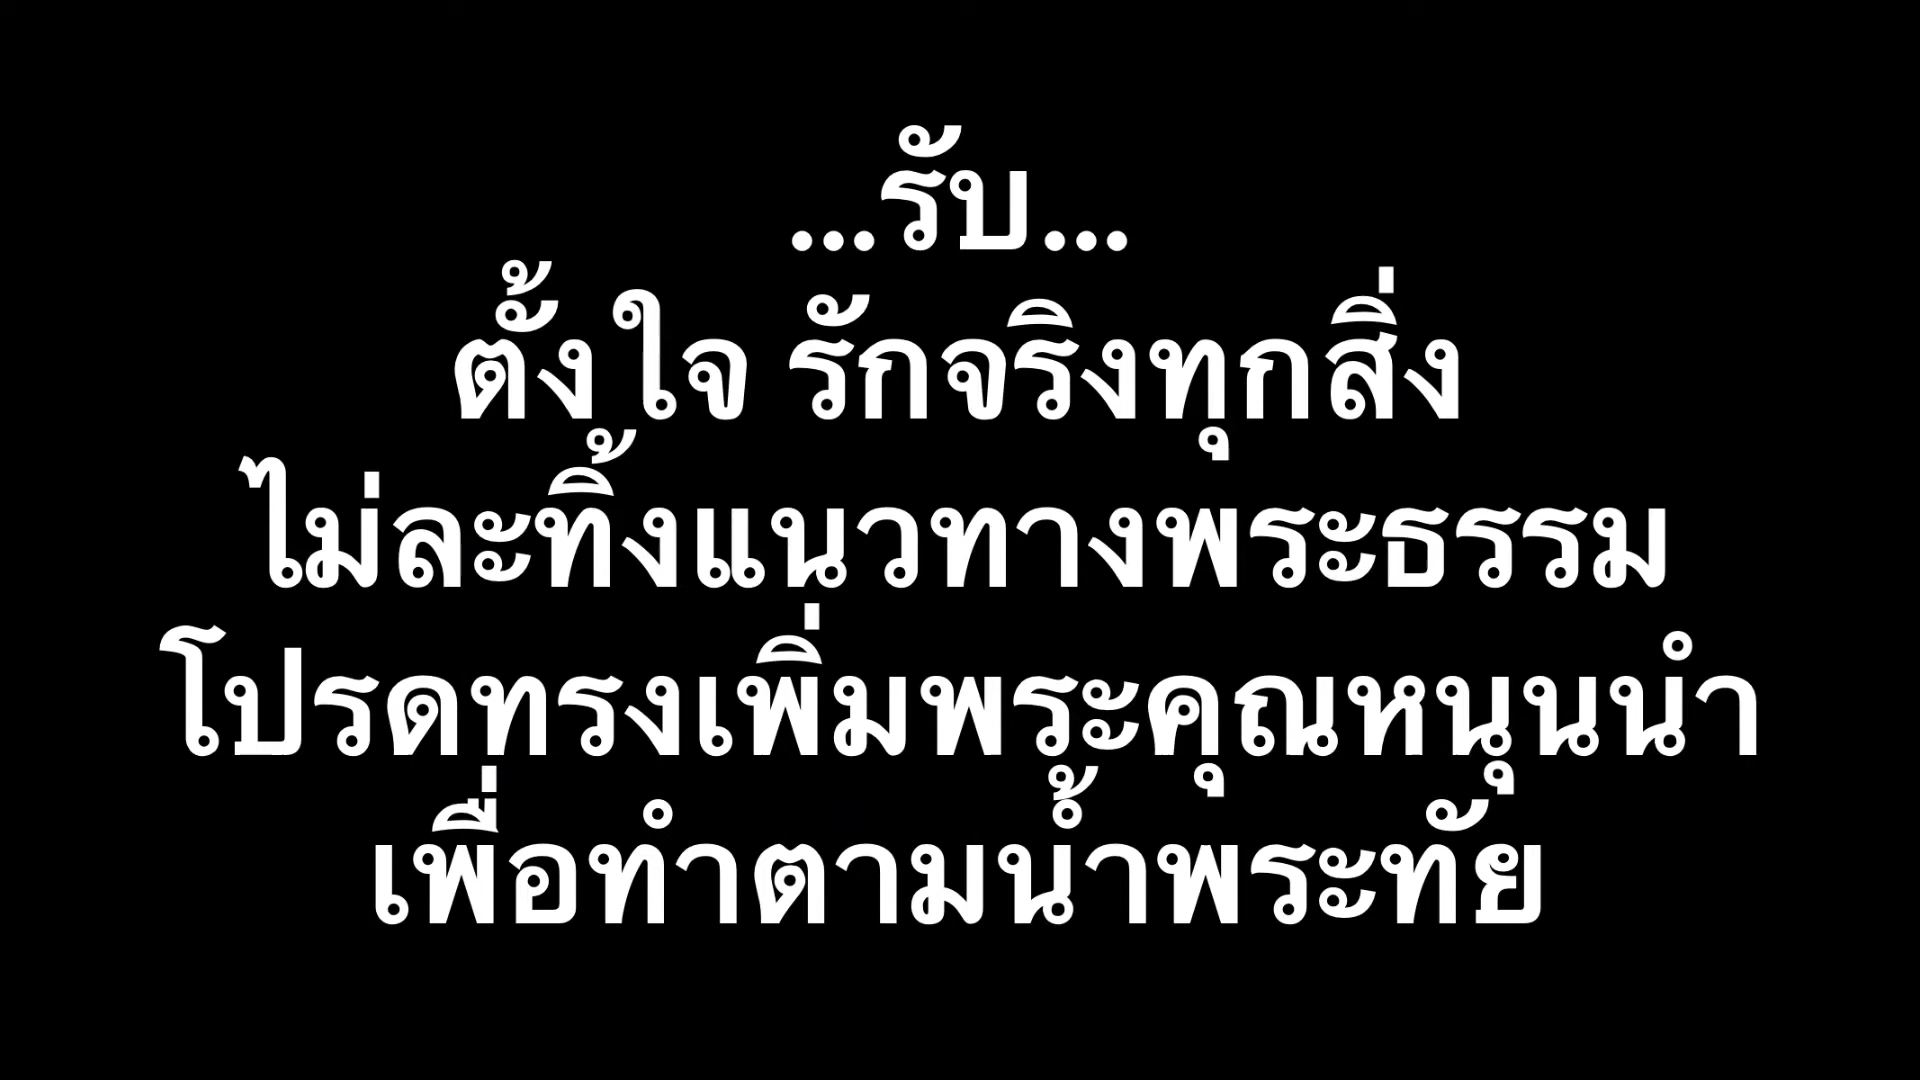 ...รับ...
ตั้งใจ รักจริงทุกสิ่ง
ไม่ละทิ้งแนวทางพระธรรม
โปรดทรงเพิ่มพระคุณหนุนนำ
เพื่อทำตามน้ำพระทัย